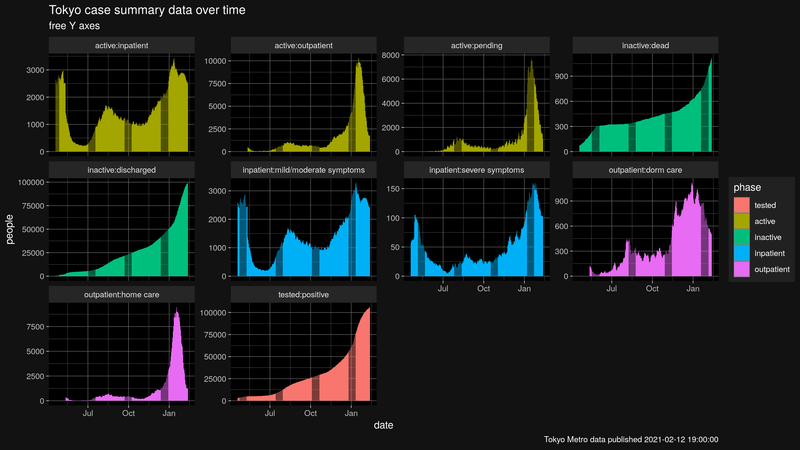 Tokyo case summary data over time
free Y axes
active:inpatient
active:outpatient
active:pending
inactive:dead
3000
2000
1000
0
10000
7500
5000
2500
0
8000
6000
4000
2000
0
900
600
300
0
inactive:discharged
inpatient:mild/moderate symptoms
inpatient:severe symptoms
outpatient:dorm care
100000
75000
50000
25000
0
3000
2000
1000
0
150
100
50
0
900
600
300
0
Jul Oct Jan
Jul Oct Jan
outpatient:home care
tested:positive
7500
5000
2500
0
100000
75000
50000
25000
0
Jul Oct Jan
Jul Oct Jan
people
date
phase
tested
active
inactive
inpatient
outpatient
Tokyo Metro data published 2021-02-12 19:00:00